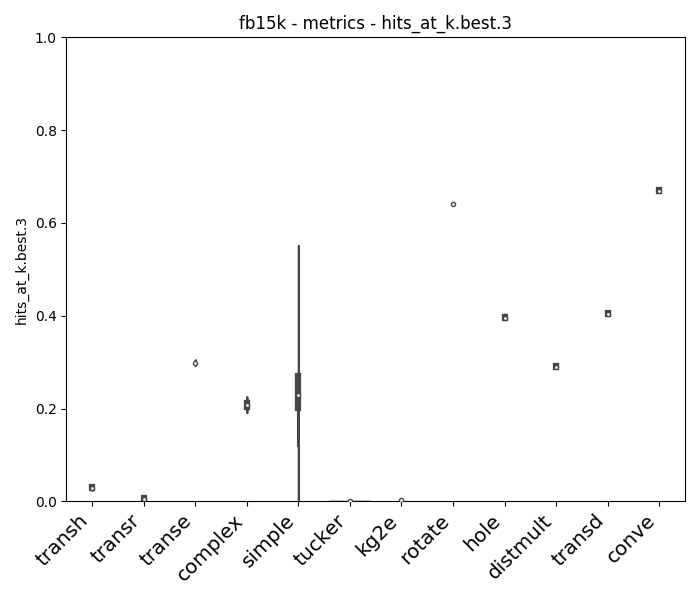 fb15k - metrics - hits_at_k.best.3
hits_at_k.best.3
1.0
0.8
0.6
0.4
0.2
0.0
transh
transr
transe
complex
simple
tucker
kg2e
rotate
hole
distmult
transd
conve